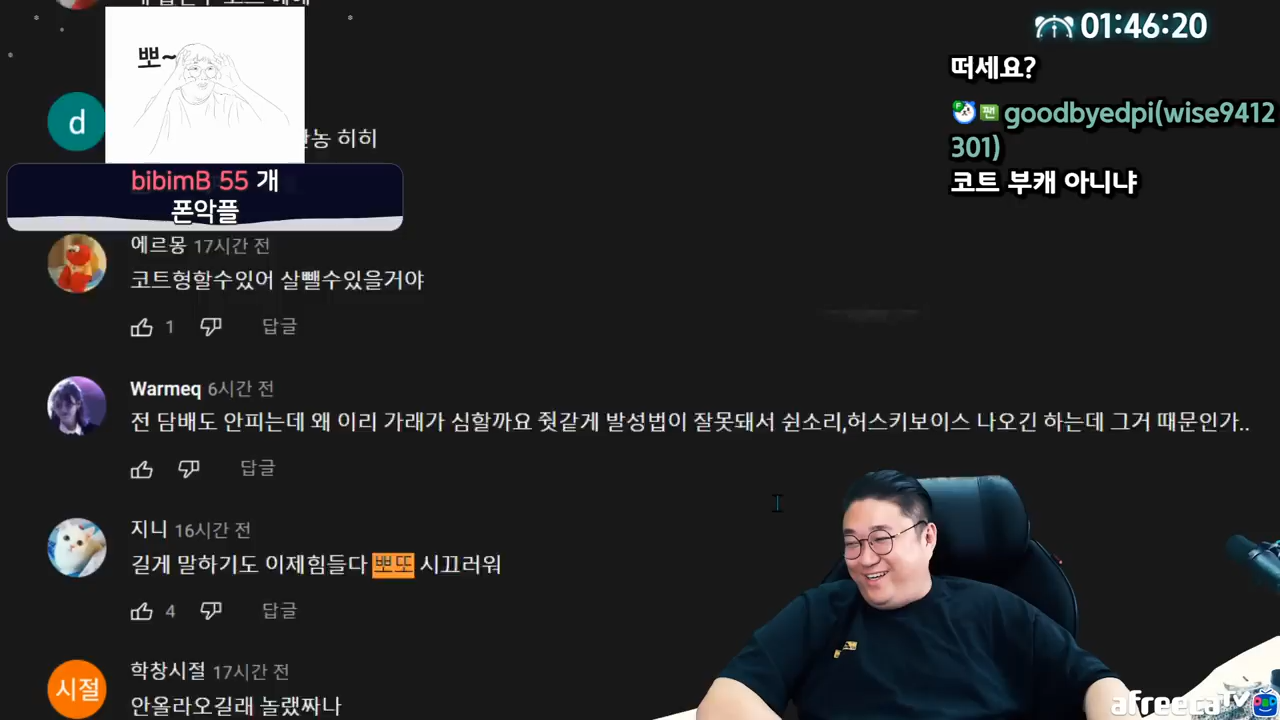 01:46:20
떠세요?
goodbyedpi(wise9412
301)
코트 부캐 아니냐
뽀~
d
농 히히
bibimB 55 개
폰악플
에르몽 17시간 전
코트형할수있어 살뺄수있을거야
1 답글
Warmeq 6시간 전
전 담배도 안피는데 왜 이리 가래가 심할까요 줫같게 발성법이 잘못돼서 쉰소리,허스키보이스 나오긴 하는데 그거 때문인가..
답글
지니 16시간 전
길게 말하기도 이제힘들다 뽀또 시끄러워
4 답글
시절
학창시절 17시간 전
안올라오길래 놀랬짜나
afreecaTV